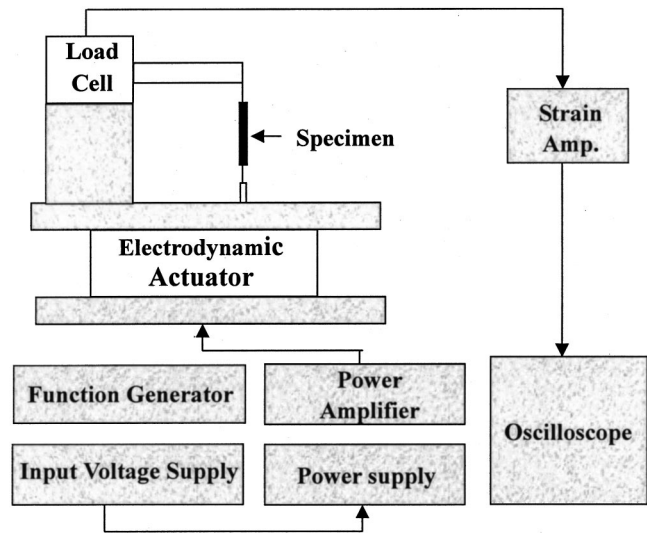 Load
Cell
Strain
Amp.
Specimen
Electrodynamic
Actuator
Function Generator
Power
Amplifier
Oscilloscope
Input Voltage Supply
Power supply